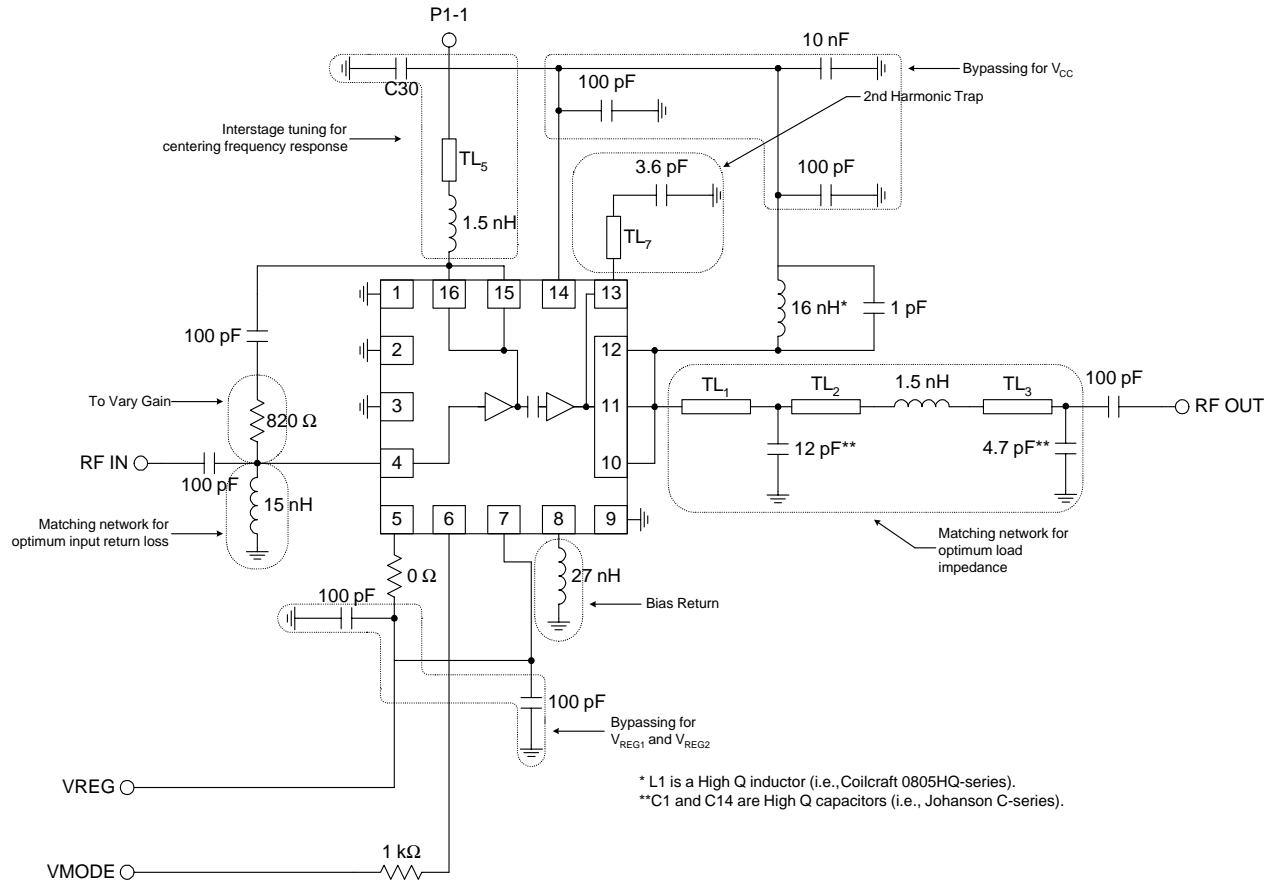 P1-1
10 nF
C30
100 pF
Bypassing for VCC
2nd Harmonic Trap
Interstage tuning for
centering frequency response
TL5
3.6 pF
100 pF
1.5 nH
TL7
1
16
15
14
13
16 nH*
1 pF
100 pF
2
12
TL1
TL2
1.5 nH
TL3
100 pF
To Vary Gain
820 Ω
3
11
RF OUT
12 pF**
4.7 pF**
RF IN
100 pF
4
10
15 nH
Matching network for
optimum input return loss
5
6
7
8
9
Matching network for
optimum load
impedance
0 Ω
27 nH
100 pF
Bias Return
100 pF
Bypassing for
VREG1 and VREG2
VREG
* L1 is a High Q inductor (i.e.,Coilcraft 0805HQ-series).
**C1 and C14 are High Q capacitors (i.e., Johanson C-series).
1 kΩ
VMODE